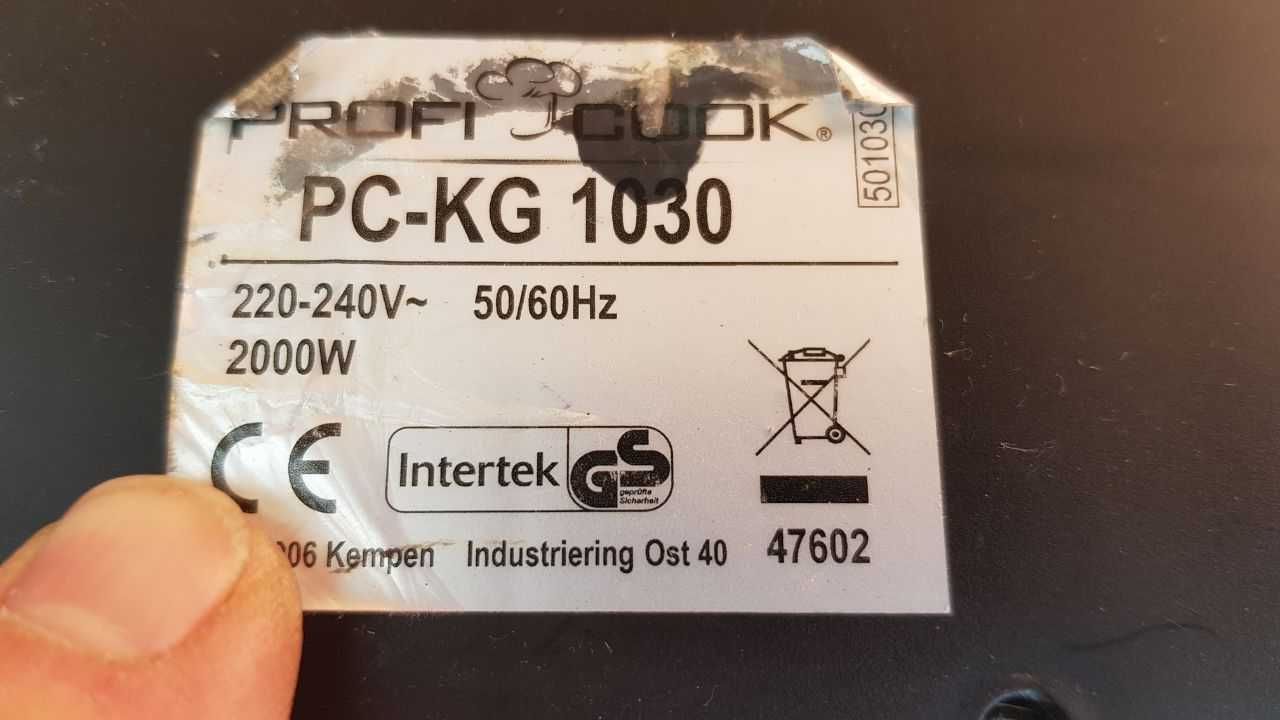 PROFI COOK®
501030
PC-KG 1030
220-240V~ 50/60Hz
2000W
CE
Intertek GS
geprüfte
Sicherheit
Kempen Industriering Ost 40
47602